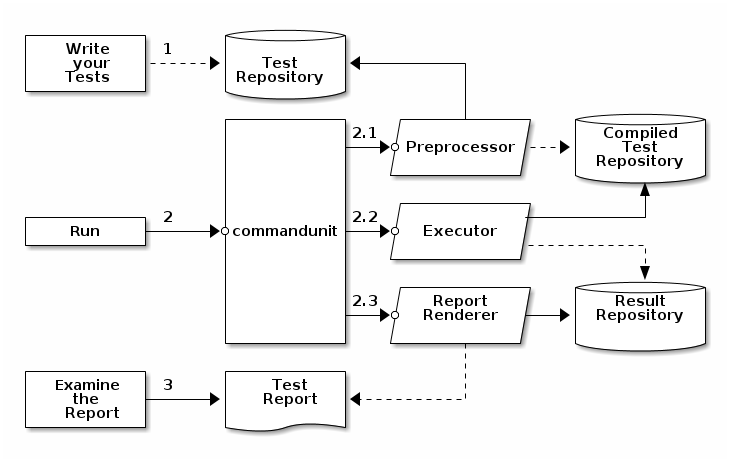 Write
your
Tests
1
Test
Repository
2.1
Preprocessor
Compiled
Test
Repository
Run
2
commandunit
2.2
Executor
2.3
Report
Renderer
Result
Repository
Examine
the
Report
3
Test
Report